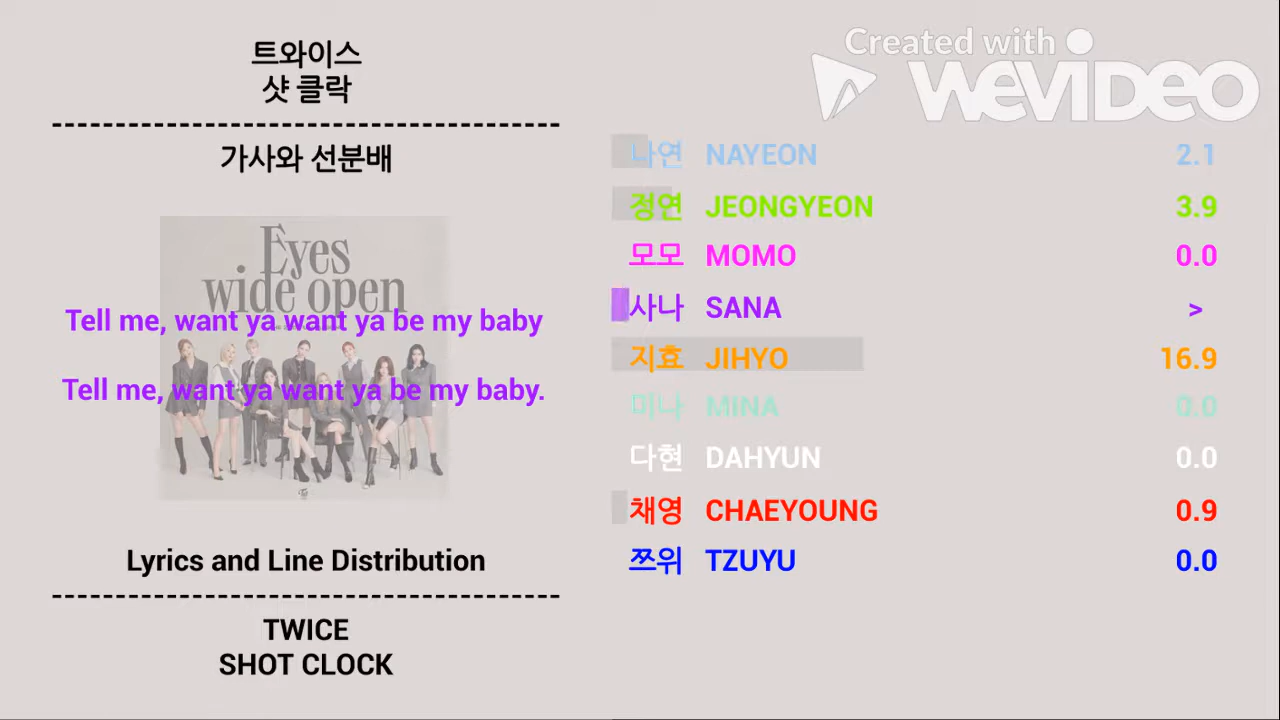 트와이스
샷 클락
가사와 선분배
Eyes
wide open
Tell me, want ya want ya be my baby
Tell me, want ya want ya be my baby.
Lyrics and Line Distribution
TWICE
SHOT CLOCK
Created with
WeVideo
나연 NAYEON 2.1
정연 JEONGYEON 3.9
모모 MOMO 0.0
사나 SANA >
지효 JIHYO 16.9
미나 MINA 0.0
다현 DAHYUN 0.0
채영 CHAEYOUNG 0.9
쯔위 TZUYU 0.0